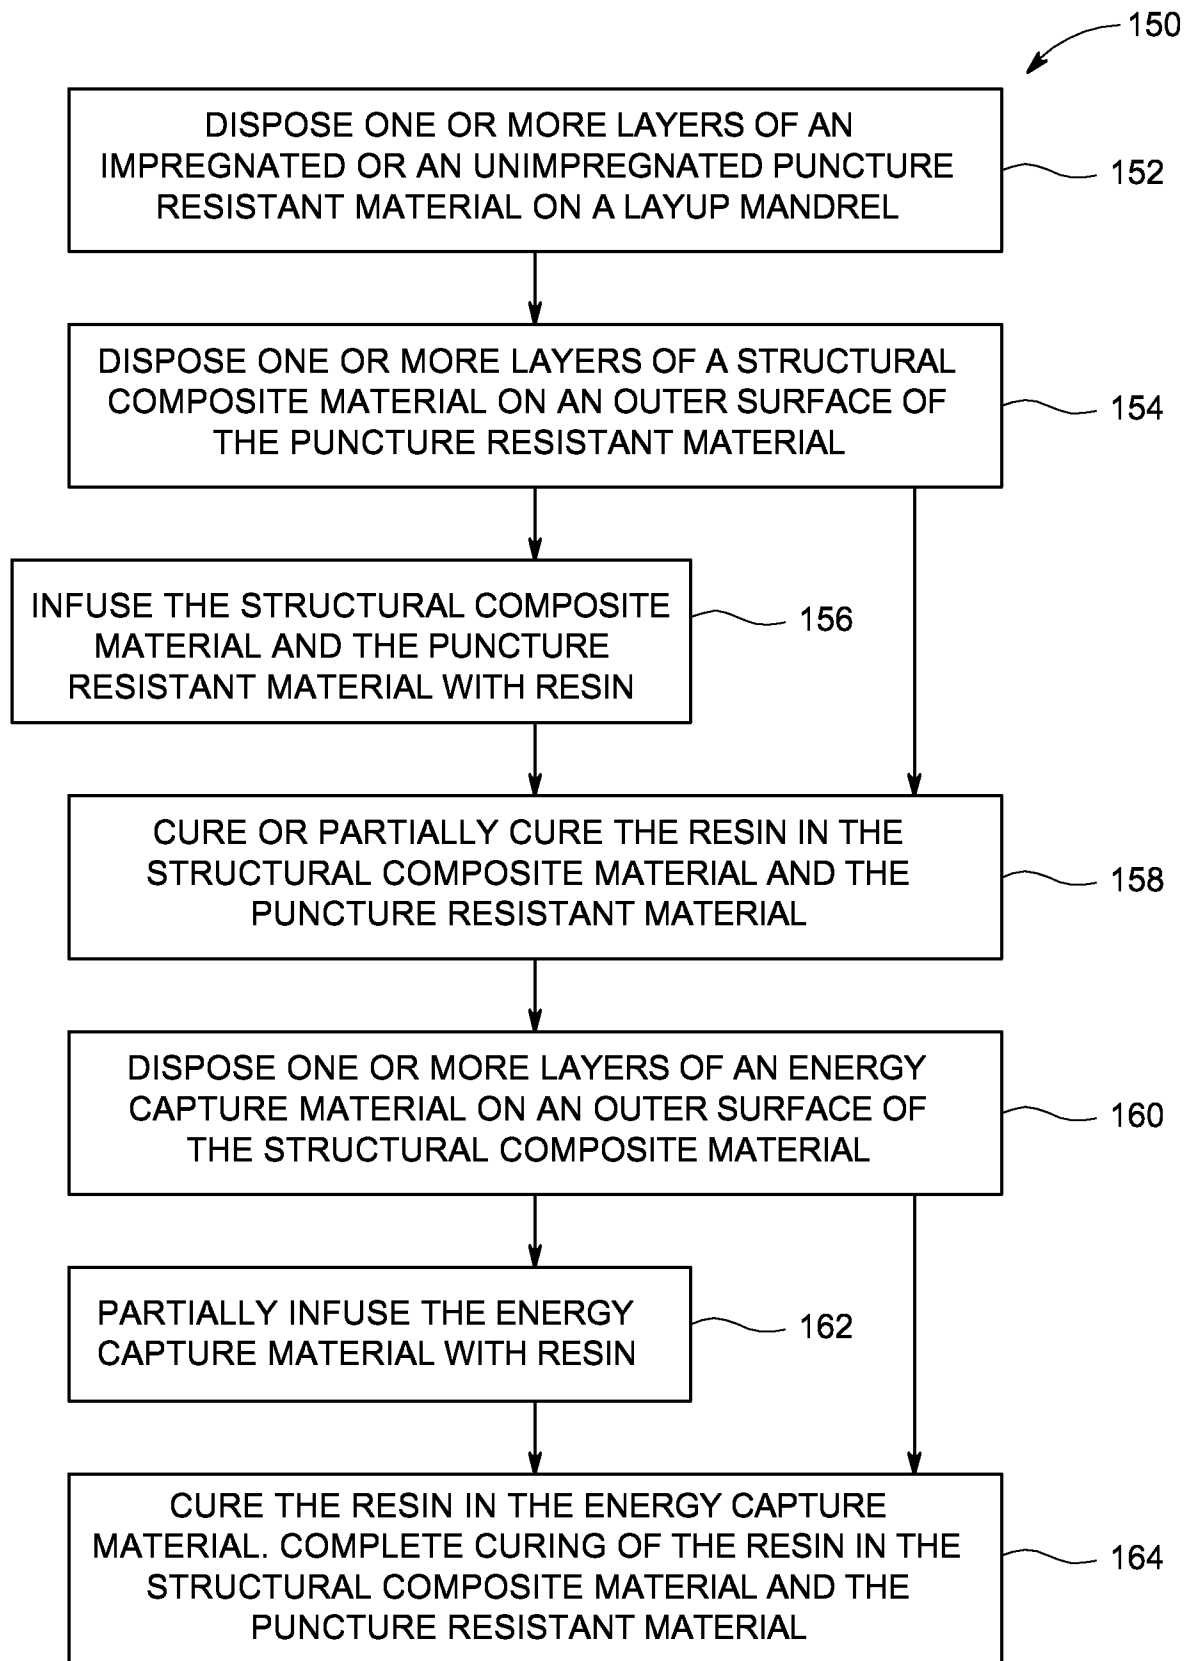 150
DISPOSE ONE OR MORE LAYERS OF AN
IMPREGNATED OR AN UNIMPREGNATED PUNCTURE
RESISTANT MATERIAL ON A LAYUP MANDREL
152
DISPOSE ONE OR MORE LAYERS OF A STRUCTURAL
COMPOSITE MATERIAL ON AN OUTER SURFACE OF
THE PUNCTURE RESISTANT MATERIAL
154
INFUSE THE STRUCTURAL COMPOSITE
MATERIAL AND THE PUNCTURE
RESISTANT MATERIAL WITH RESIN
156
CURE OR PARTIALLY CURE THE RESIN IN THE
STRUCTURAL COMPOSITE MATERIAL AND THE
PUNCTURE RESISTANT MATERIAL
158
DISPOSE ONE OR MORE LAYERS OF AN ENERGY
CAPTURE MATERIAL ON AN OUTER SURFACE OF
THE STRUCTURAL COMPOSITE MATERIAL
160
PARTIALLY INFUSE THE ENERGY
CAPTURE MATERIAL WITH RESIN
162
CURE THE RESIN IN THE ENERGY CAPTURE
MATERIAL. COMPLETE CURING OF THE RESIN IN THE
STRUCTURAL COMPOSITE MATERIAL AND THE
PUNCTURE RESISTANT MATERIAL
164